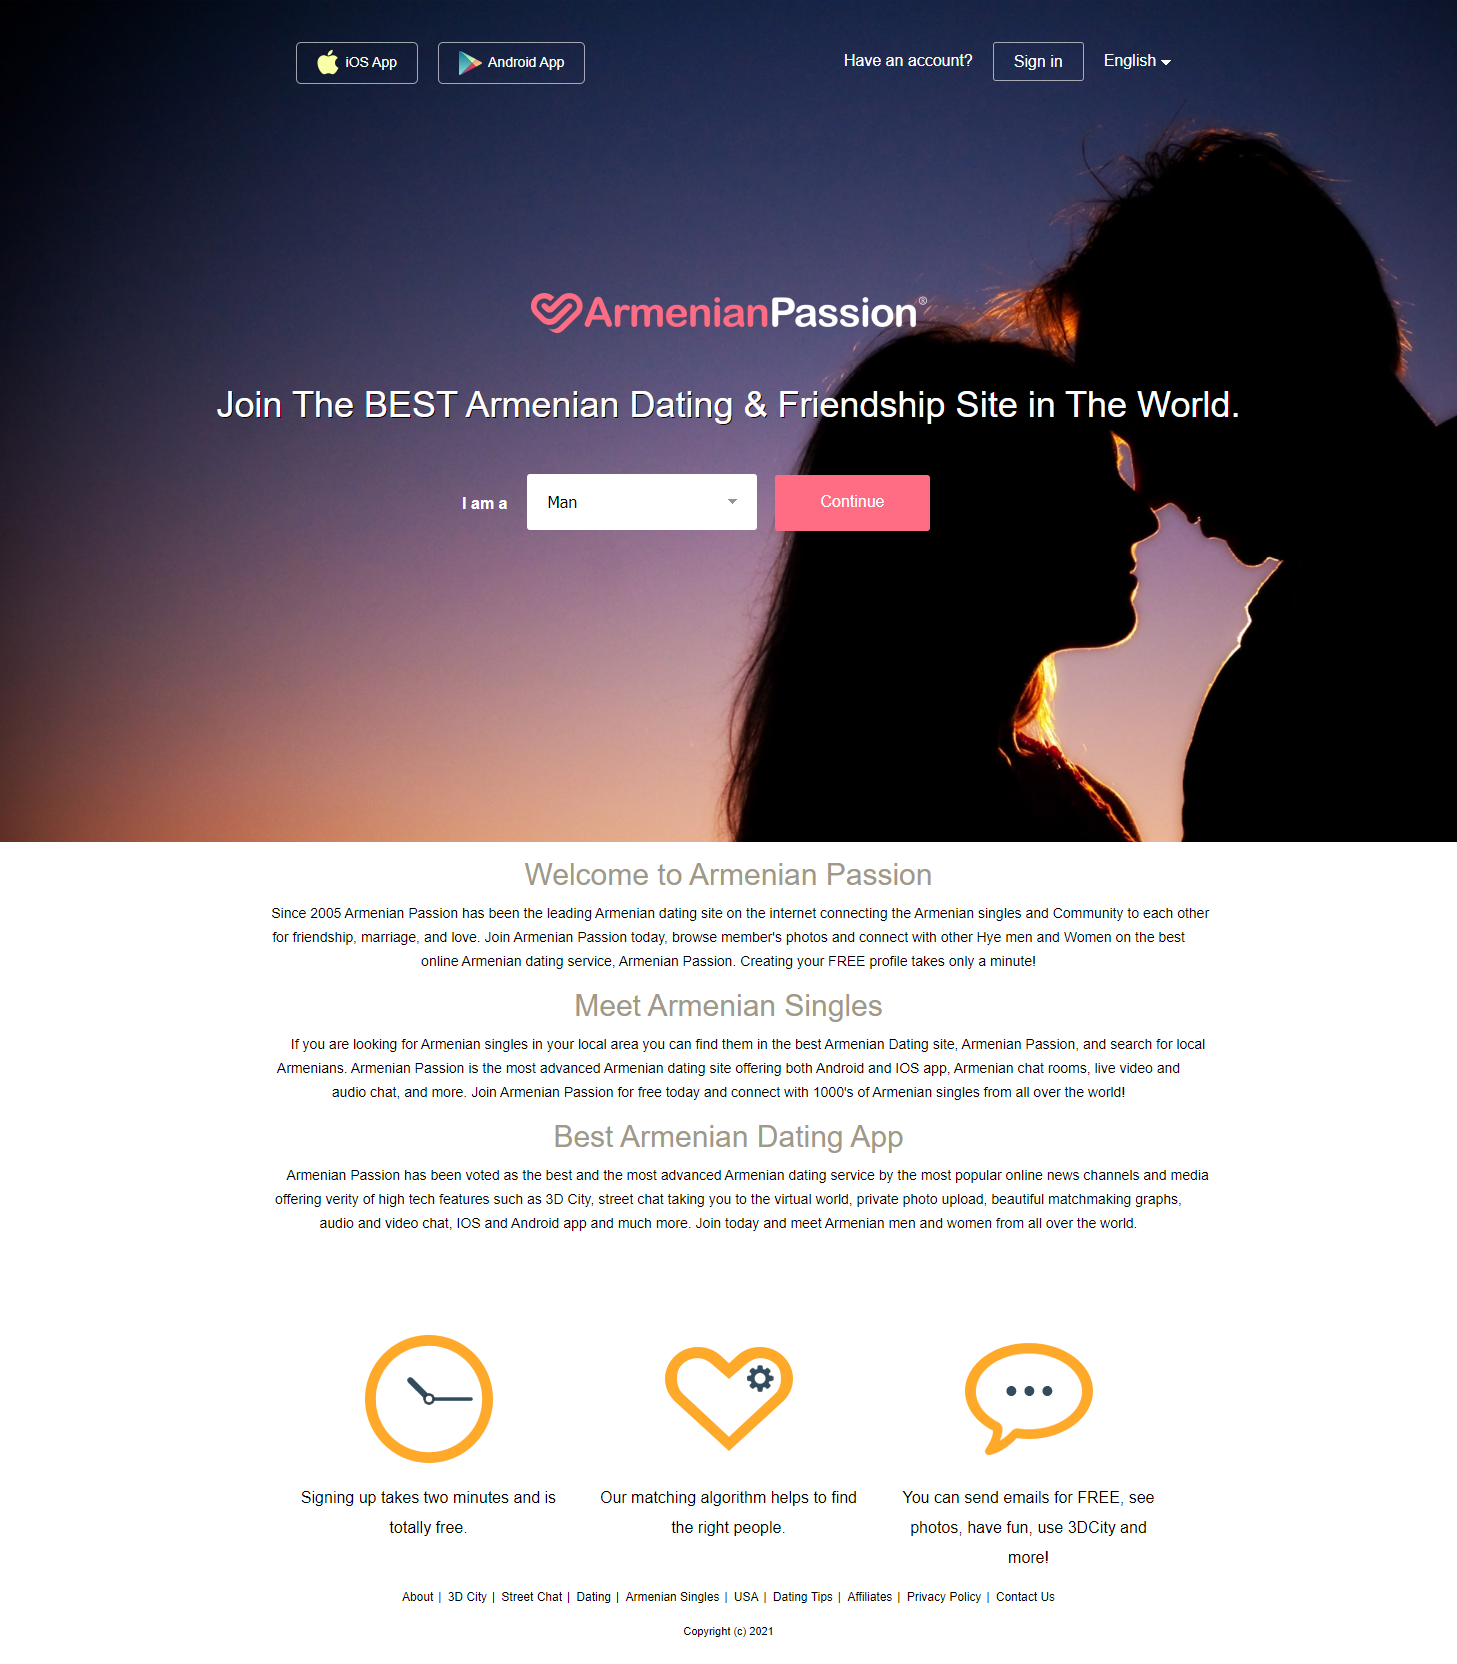 iOS App
Android App
Have an account?
Sign in
English
ArmenianPassion®
Join The BEST Armenian Dating & Friendship Site in The World.
I am a
Man
Continue
Welcome to Armenian Passion
Since 2005 Armenian Passion has been the leading Armenian dating site on the internet connecting the Armenian singles and Community to each other
for friendship, marriage, and love. Join Armenian Passion today, browse member's photos and connect with other Hye men and Women on the best
online Armenian dating service, Armenian Passion. Creating your FREE profile takes only a minute!
Meet Armenian Singles
If you are looking for Armenian singles in your local area you can find them in the best Armenian Dating site, Armenian Passion, and search for local
Armenians. Armenian Passion is the most advanced Armenian dating site offering both Android and IOS app, Armenian chat rooms, live video and
audio chat, and more. Join Armenian Passion for free today and connect with 1000's of Armenian singles from all over the world!
Best Armenian Dating App
Armenian Passion has been voted as the best and the most advanced Armenian dating service by the most popular online news channels and media
offering verity of high tech features such as 3D City, street chat taking you to the virtual world, private photo upload, beautiful matchmaking graphs,
audio and video chat, IOS and Android app and much more. Join today and meet Armenian men and women from all over the world.
Signing up takes two minutes and is
totally free.
Our matching algorithm helps to find
the right people.
You can send emails for FREE, see
photos, have fun, use 3DCity and
more!
About | 3D City | Street Chat | Dating | Armenian Singles | USA | Dating Tips | Affiliates | Privacy Policy | Contact Us
Copyright (c) 2021